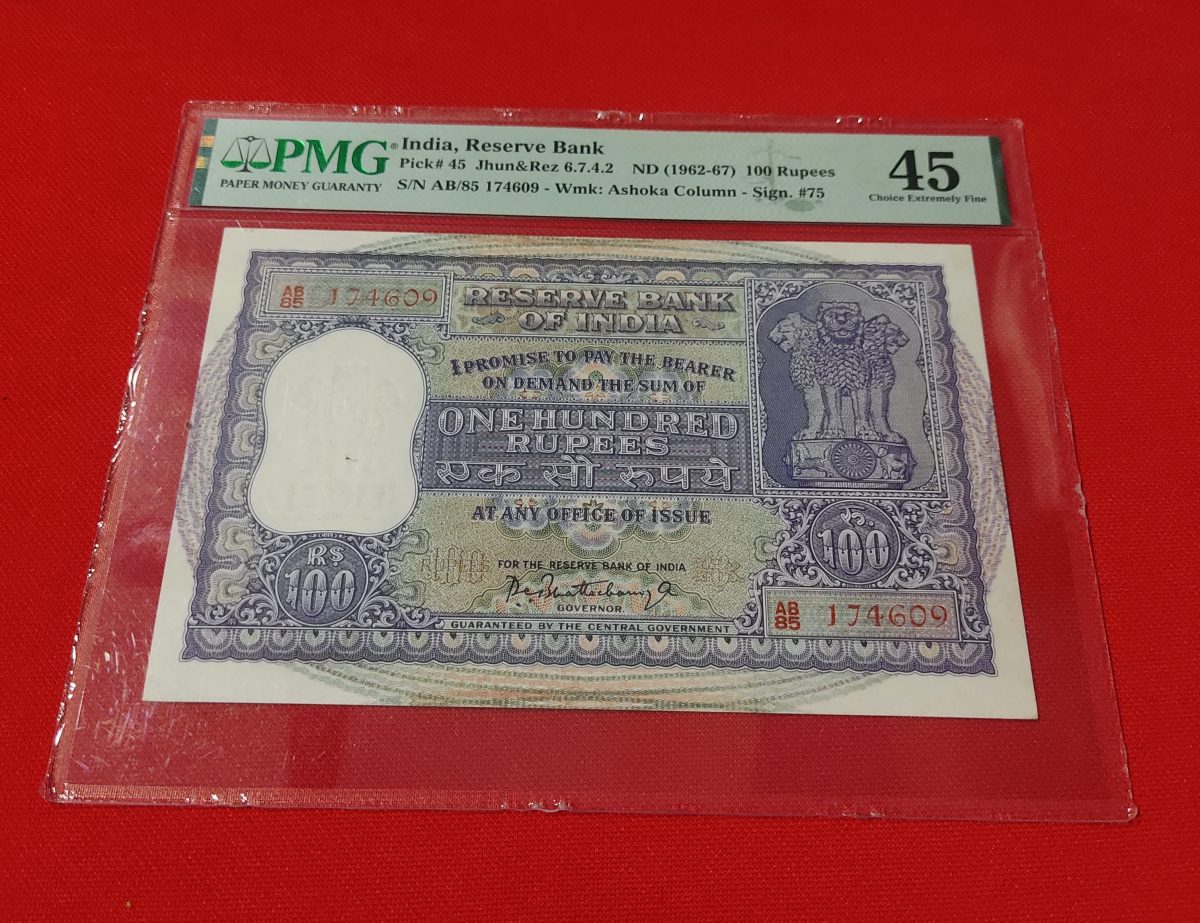 PMG® India, Reserve Bank
PAPER MONEY GUARANTY
Pick# 45 Jhun&Rez 6.7.4.2 ND (1962-67) 100 Rupees
S/N AB/85 174609 - Wmk: Ashoka Column - Sign. #75
45
Choice Extremely Fine
AB
85 174609
RESERVE BANK
OF INDIA
I PROMISE TO PAY THE BEARER
ON DEMAND THE SUM OF
ONE HUNDRED
RUPEES
एक सौ रुपये
AT ANY OFFICE OF ISSUE
RS
100
रु.
100
FOR THE RESERVE BANK OF INDIA
GOVERNOR
GUARANTEED BY THE CENTRAL GOVERNMENT
AB
85 174609